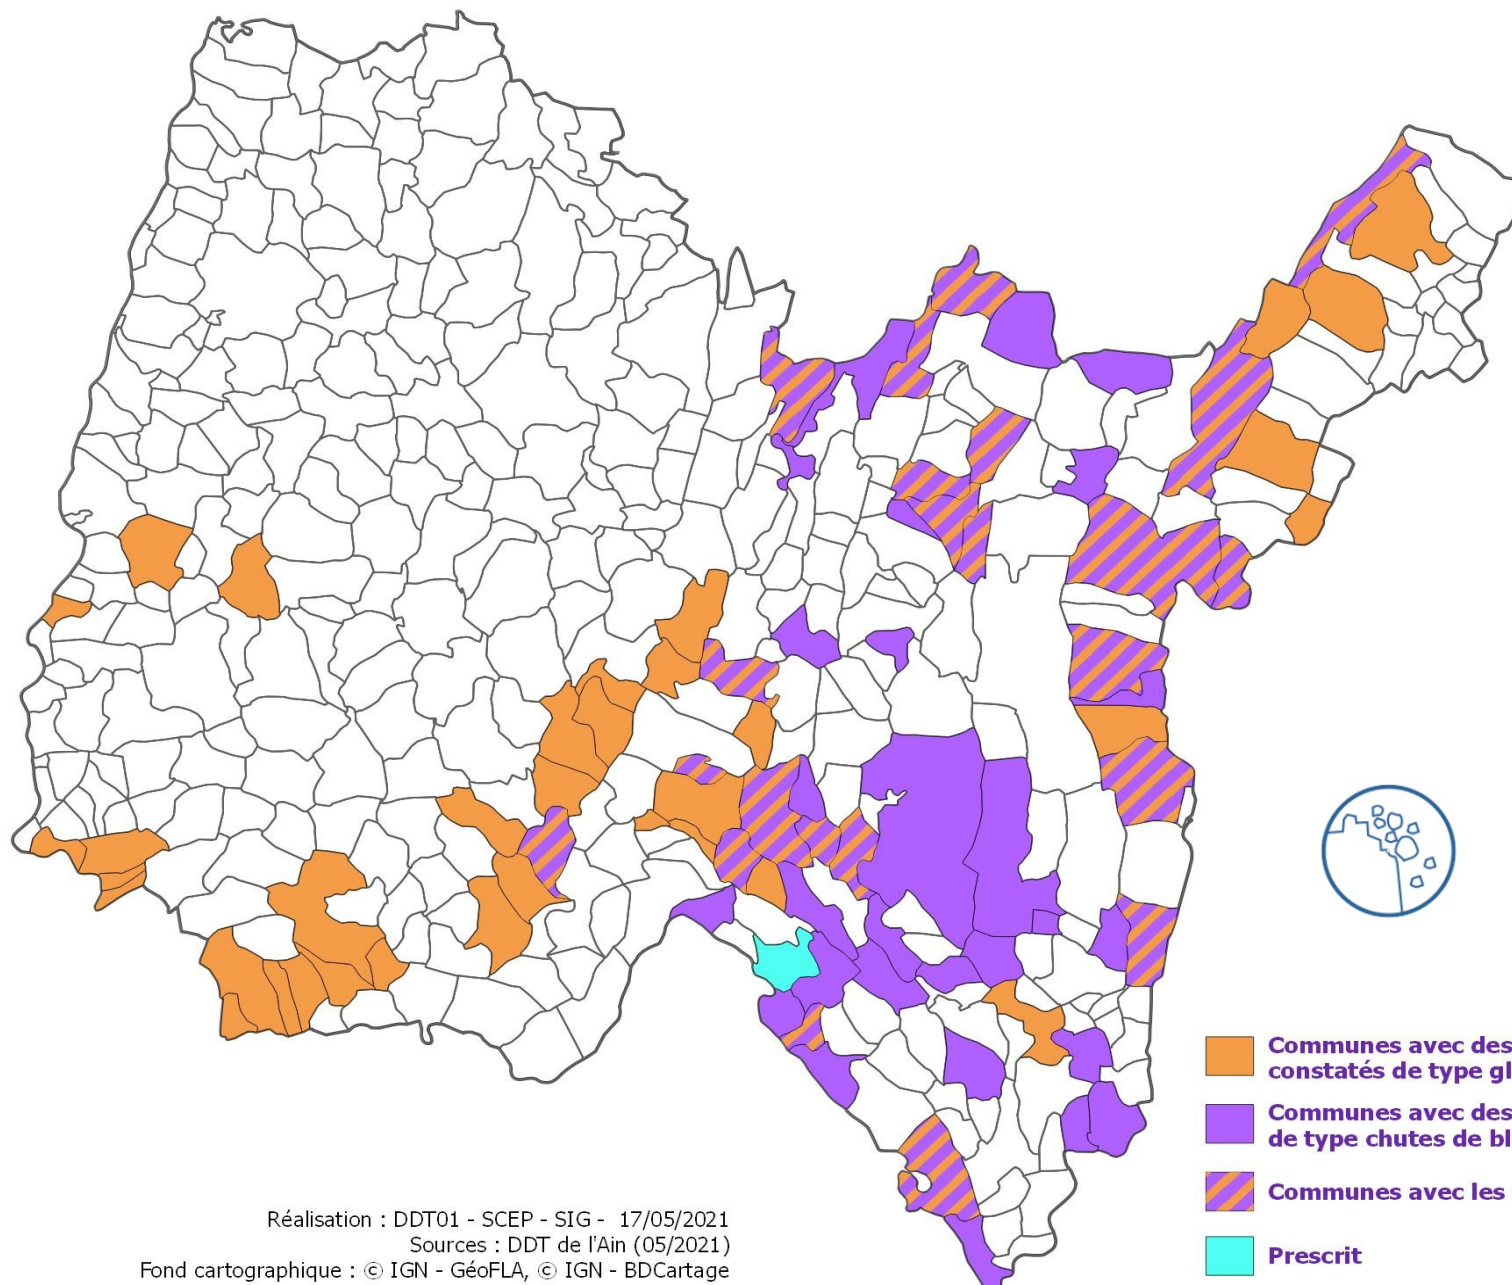 Communes avec des
constatés de type gl
Communes avec des
de type chutes de bl
Communes avec les
Prescrit
Réalisation : DDT01 - SCEP - SIG - 17/05/2021
Sources : DDT de l'Ain (05/2021)
Fond cartographique : © IGN - GéoFLA, © IGN - BDCartage